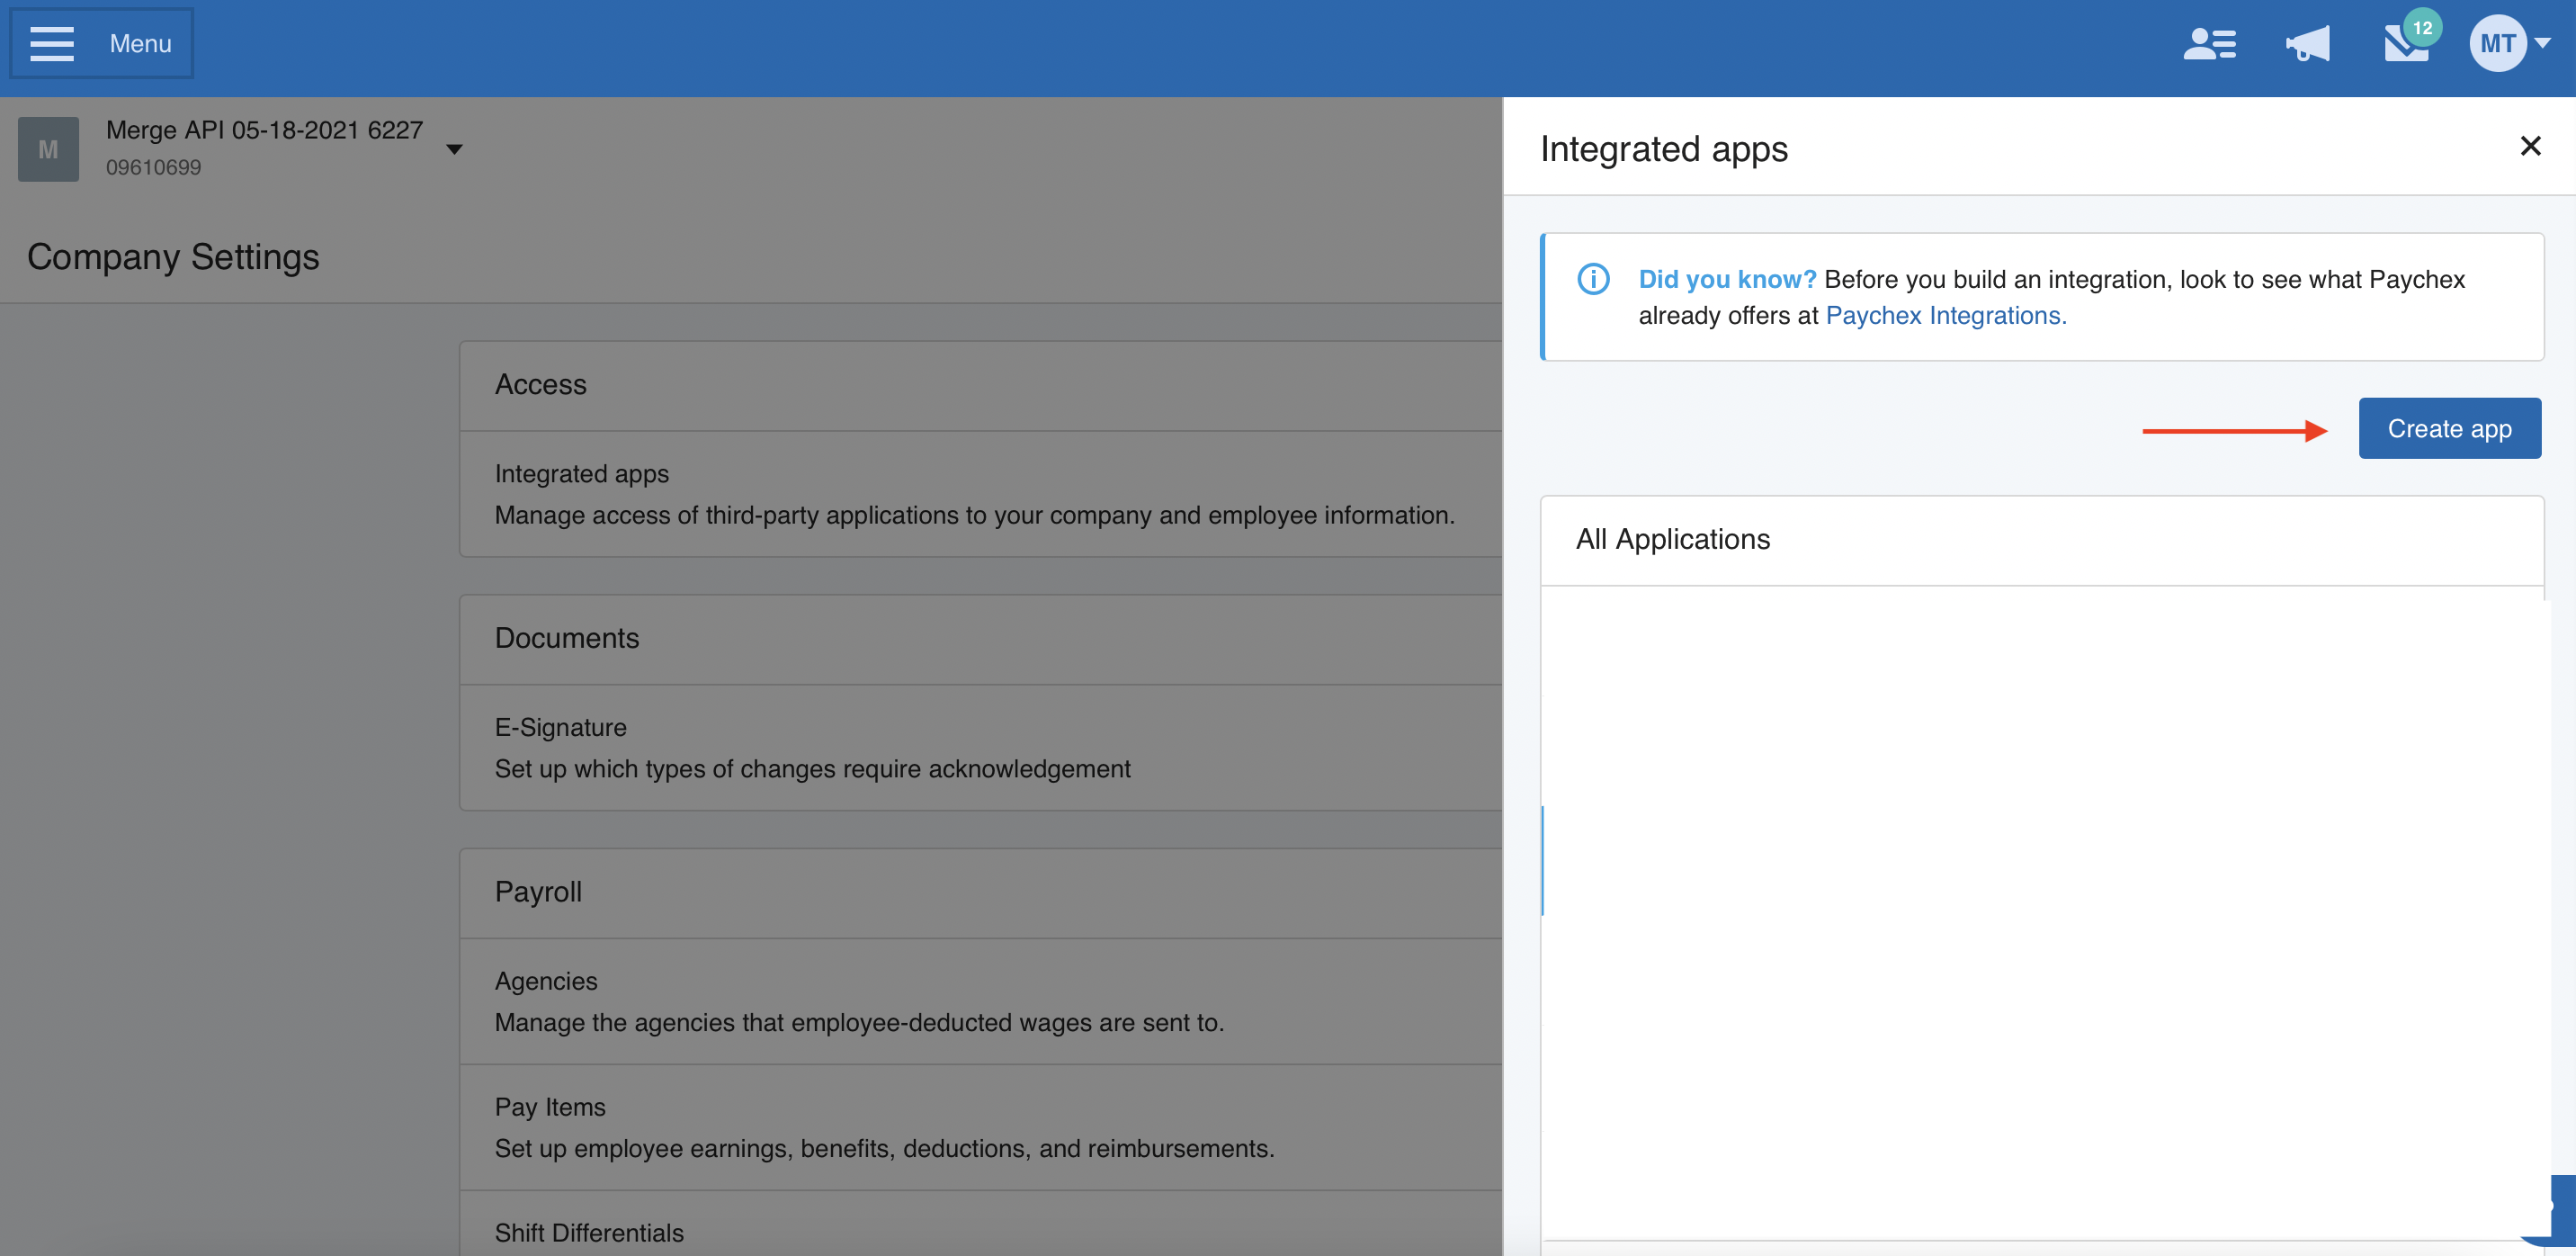 Menu
12
MT
M
Merge API 05-18-2021 6227
09610699
Company Settings
Access
Integrated apps
Manage access of third-party applications to your company and employee information.
Documents
E-Signature
Set up which types of changes require acknowledgement
Payroll
Agencies
Manage the agencies that employee-deducted wages are sent to.
Pay Items
Set up employee earnings, benefits, deductions, and reimbursements.
Shift Differentials
Integrated apps
Did you know? Before you build an integration, look to see what Paychex
already offers at Paychex Integrations.
Create app
All Applications